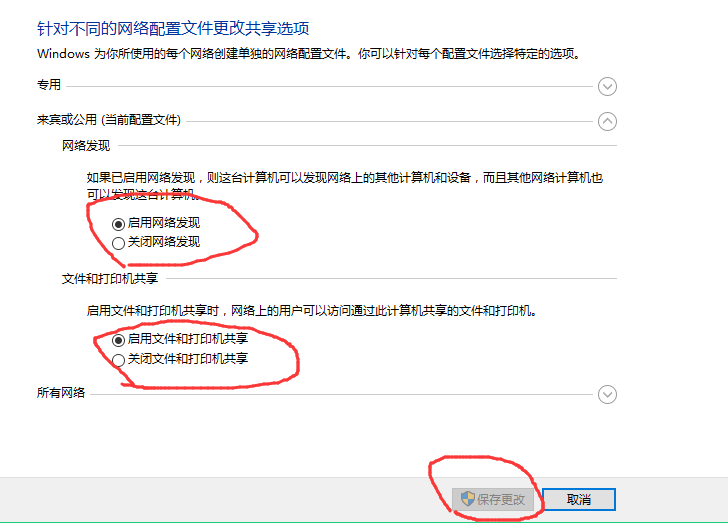 针对不同的网络配置文件更改共享选项
Windows 为你所使用的每个网络创建单独的网络配置文件。你可以针对每个配置文件选择特定的选项。
专用
来宾或公用 (当前配置文件)
网络发现
如果已启用网络发现，则这台计算机可以发现网络上的其他计算机和设备，而且其他网络计算机也
可以发现这台计算机。
启用网络发现
关闭网络发现
文件和打印机共享
启用文件和打印机共享时，网络上的用户可以访问通过此计算机共享的文件和打印机。
启用文件和打印机共享
关闭文件和打印机共享
所有网络
保存更改
取消